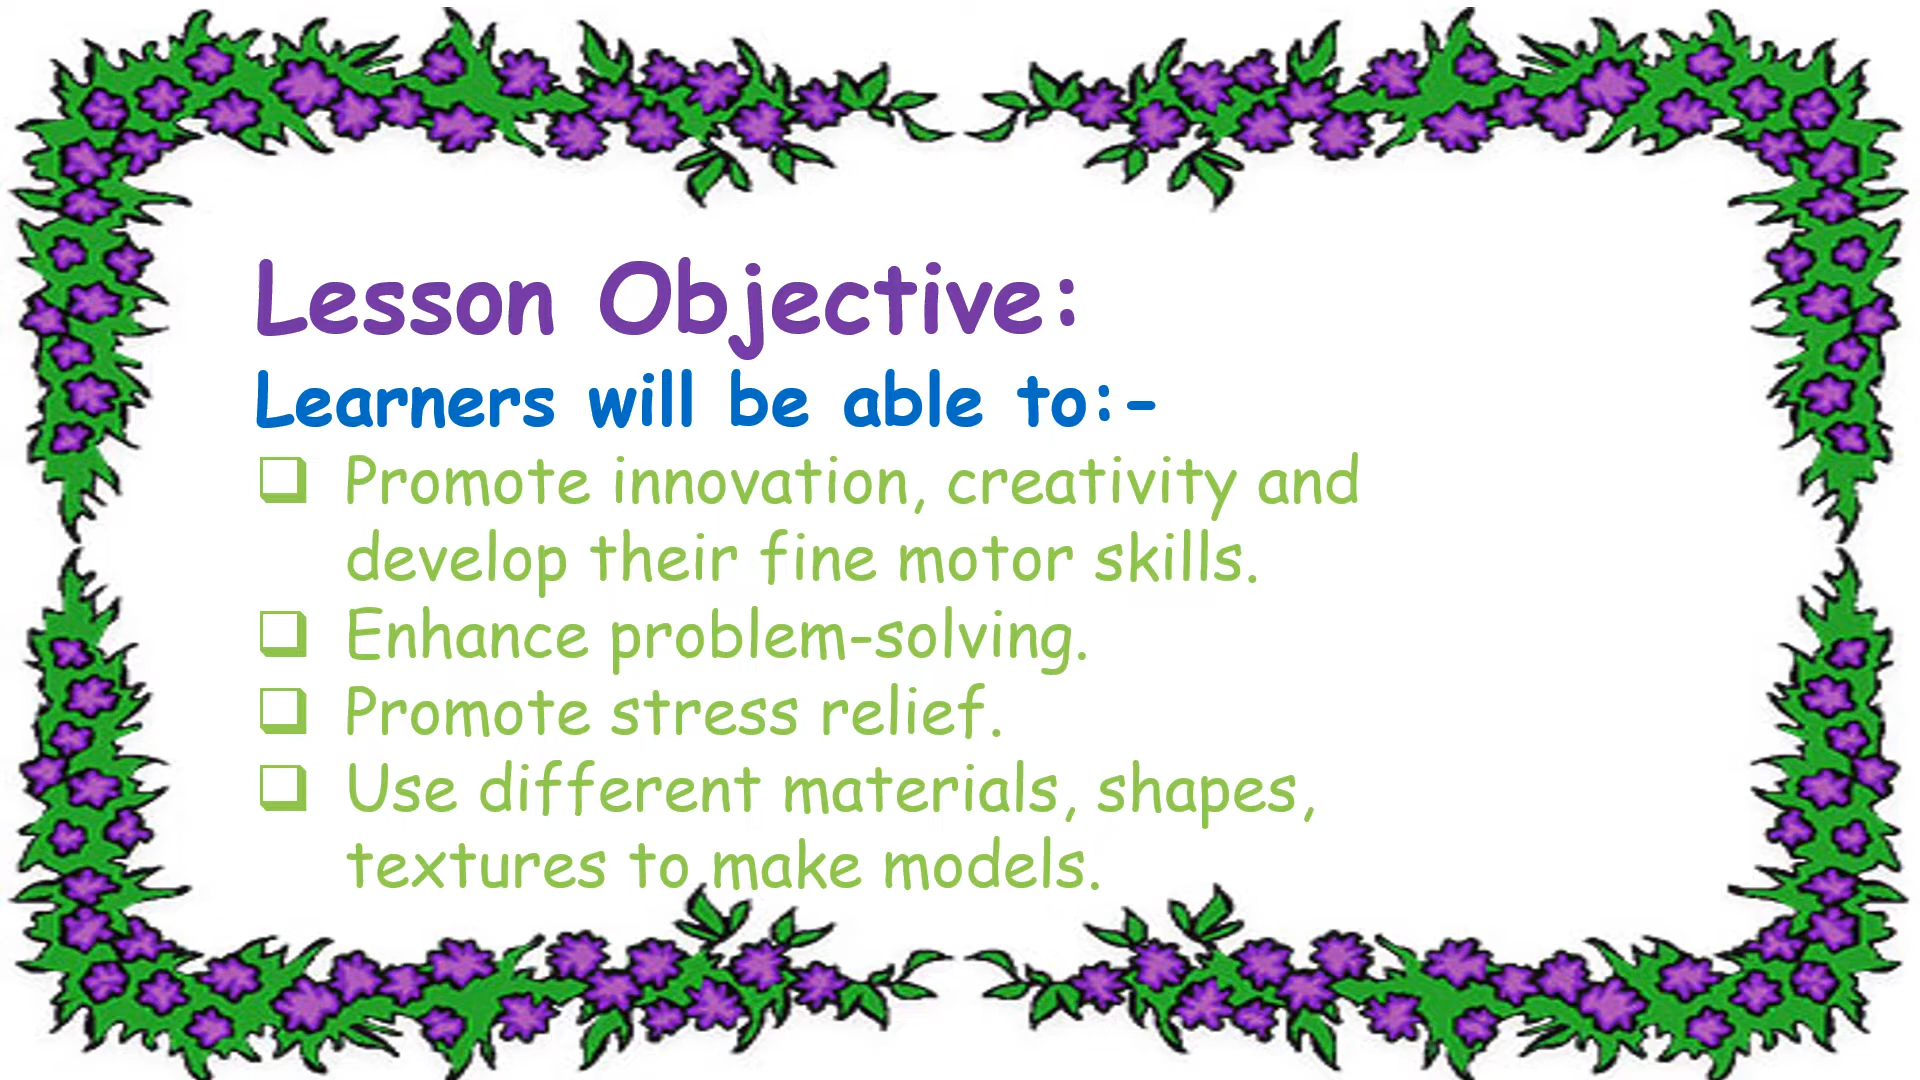 Lesson Objective:
Learners will be able to:-
❑ Promote innovation, creativity and
develop their fine motor skills.
❑ Enhance problem-solving.
❑ Promote stress relief.
❑ Use different materials, shapes,
textures to make models.